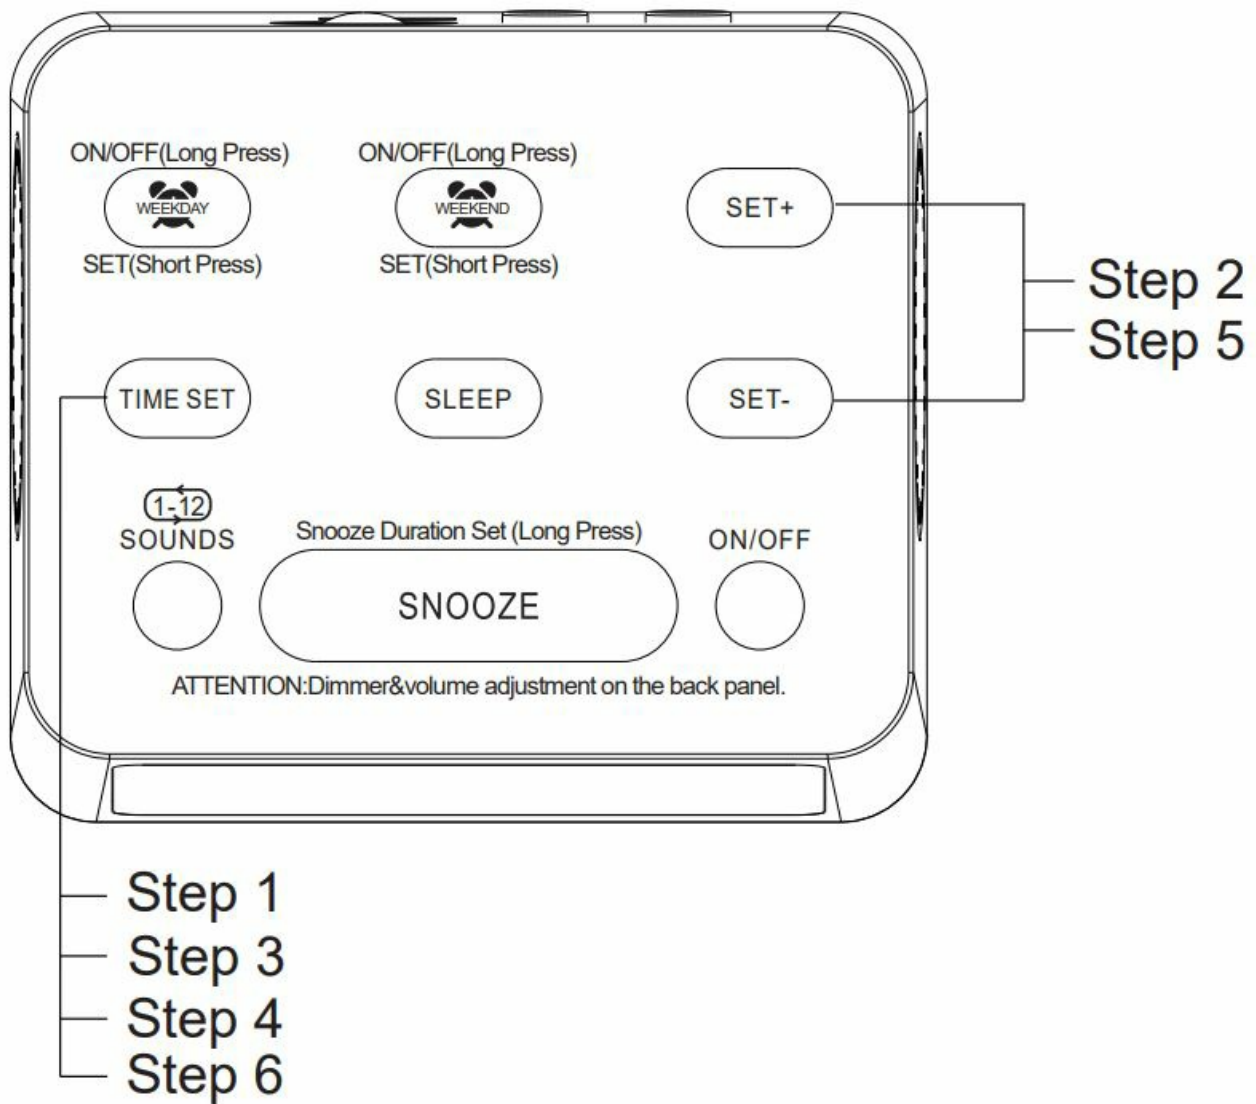 ON/OFF(Long Press)
ON/OFF(Long Press)
WEEKDAY
WEEKEND
SET+
SET(Short Press)
SET(Short Press)
Step 2
Step 5
TIME SET
SLEEP
SET-
1-12
SOUNDS
Snooze Duration Set (Long Press)
ON/OFF
SNOOZE
ATTENTION:Dimmer&volume adjustment on the back panel.
Step 1
Step 3
Step 4
Step 6